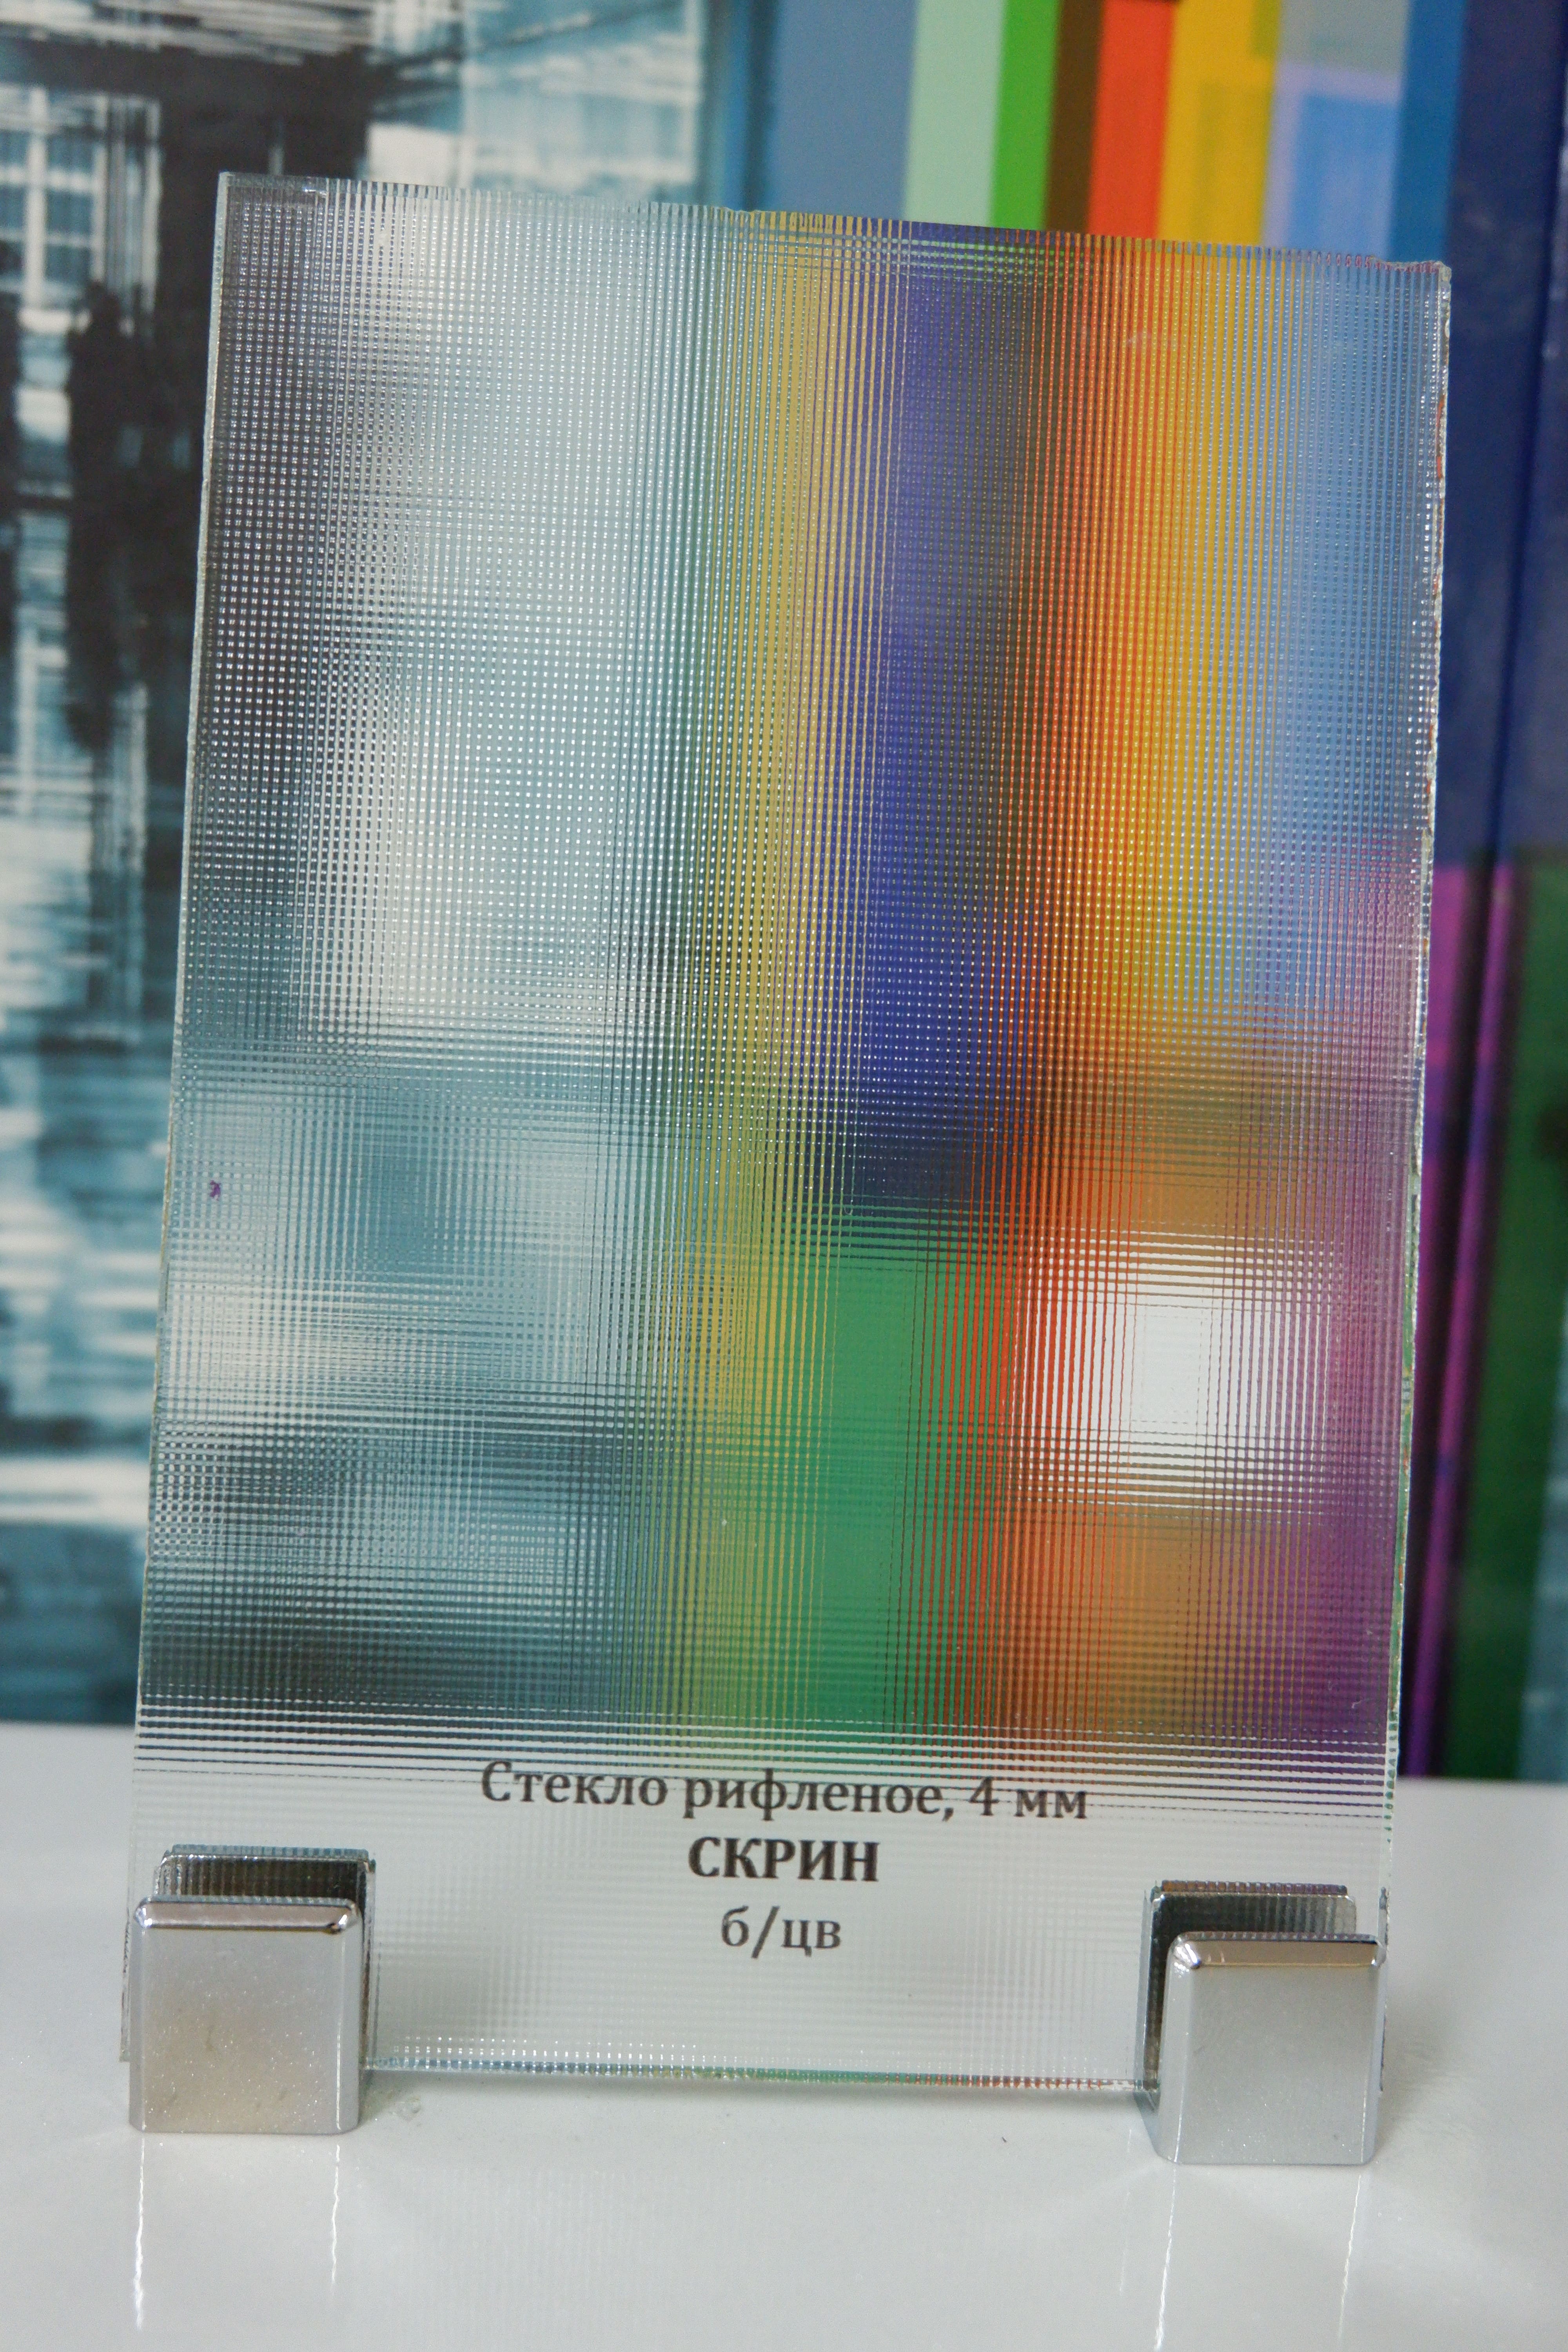 Стекло рифленое, 4 мм
СКРИН
б/цв